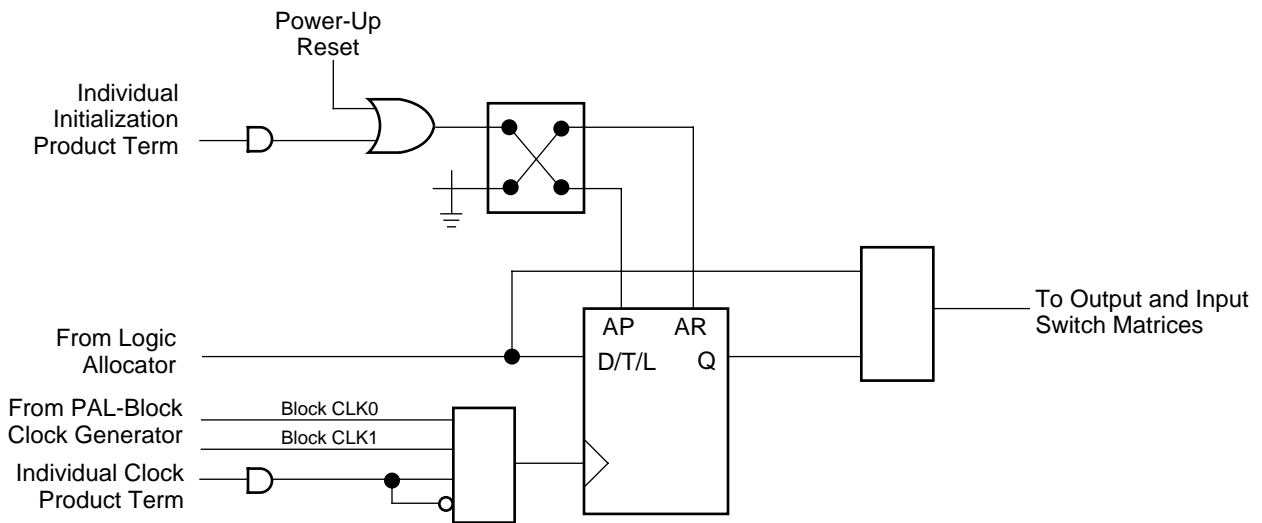 Power-Up
Reset
Individual
Initialization
Product Term
From Logic
Allocator
AP AR
D/T/L Q
To Output and Input
Switch Matrices
From PAL-Block
Clock Generator
Block CLK0
Block CLK1
Individual Clock
Product Term